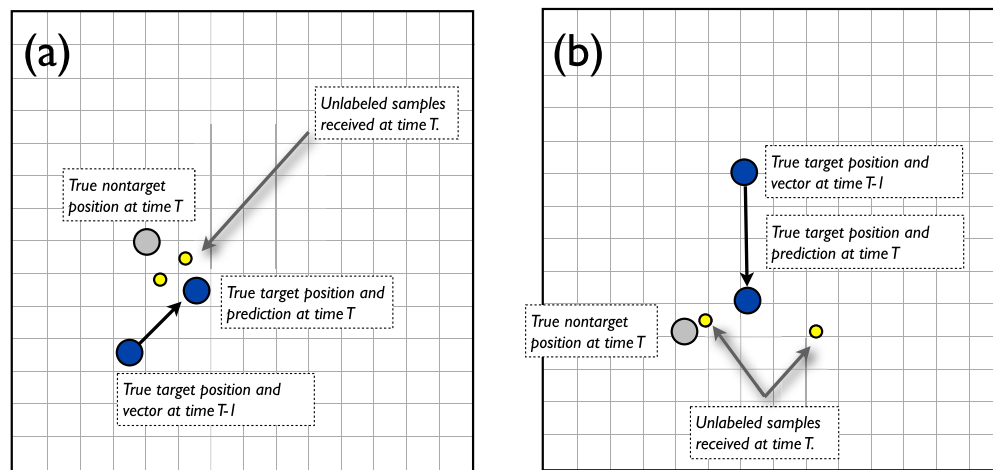 (a)
Unlabeled samples
received at time T.
True nontarget
position at time T
True target position and
prediction at time T
True target position and
vector at time T-1
(b)
True target position and
vector at time T-1
True target position and
prediction at time T
True nontarget
position at time T
Unlabeled samples
received at time T.